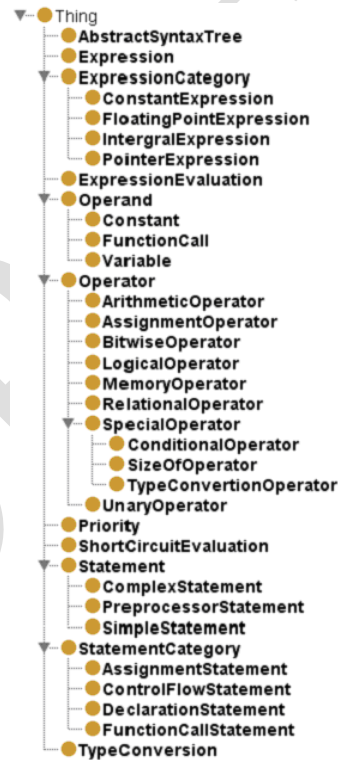 Thing
AbstractSyntaxTree
Expression
ExpressionCategory
ConstantExpression
FloatingPointExpression
IntergralExpression
PointerExpression
ExpressionEvaluation
Operand
Constant
FunctionCall
Variable
Operator
ArithmeticOperator
AssignmentOperator
BitwiseOperator
LogicalOperator
MemoryOperator
RelationalOperator
SpecialOperator
ConditionalOperator
SizeOfOperator
TypeConvertionOperator
UnaryOperator
Priority
ShortCircuitEvaluation
Statement
ComplexStatement
PreprocessorStatement
SimpleStatement
StatementCategory
AssignmentStatement
ControlFlowStatement
DeclarationStatement
FunctionCallStatement
TypeConversion